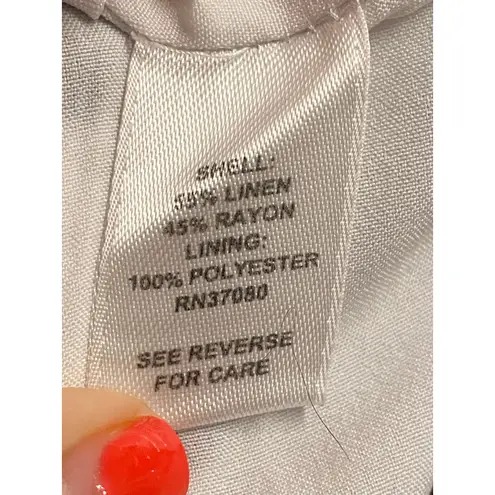 SHELL:
55% LINEN
45% RAYON
LINING:
100% POLYESTER
RN37080
SEE REVERSE
FOR CARE